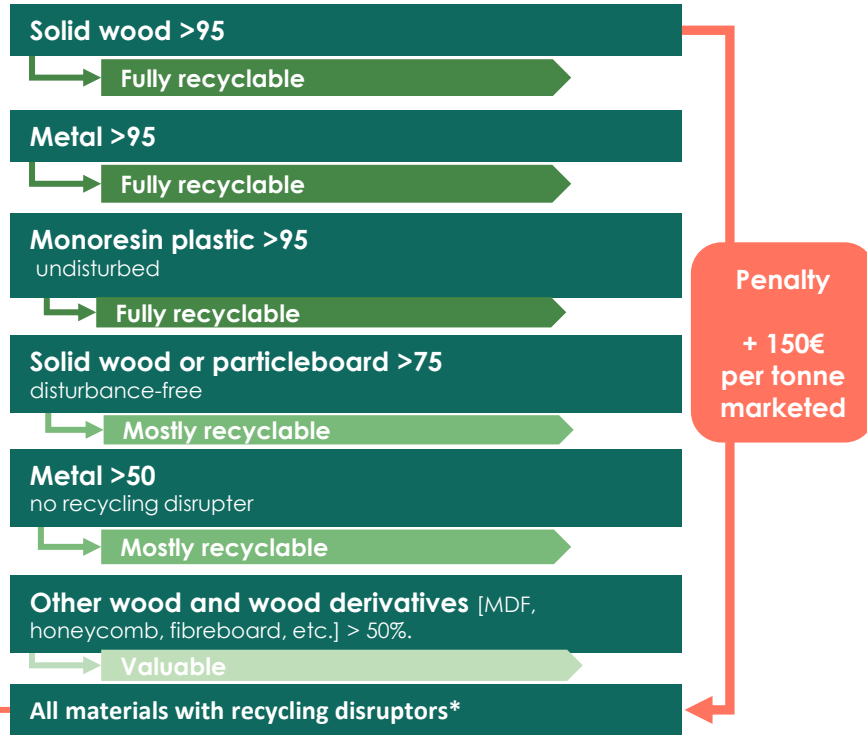 Solid wood >95
Fully recyclable
Metal >95
Fully recyclable
Monoresin plastic >95
undisturbed
Fully recyclable
Solid wood or particleboard >75
disturbance-free
Mostly recyclable
Metal >50
no recycling disrupter
Mostly recyclable
Other wood and wood derivatives [MDF,
honeycomb, fibreboard, etc.] > 50%.
Valuable
All materials with recycling disruptors*
Penalty
+ 150€
per tonne
marketed